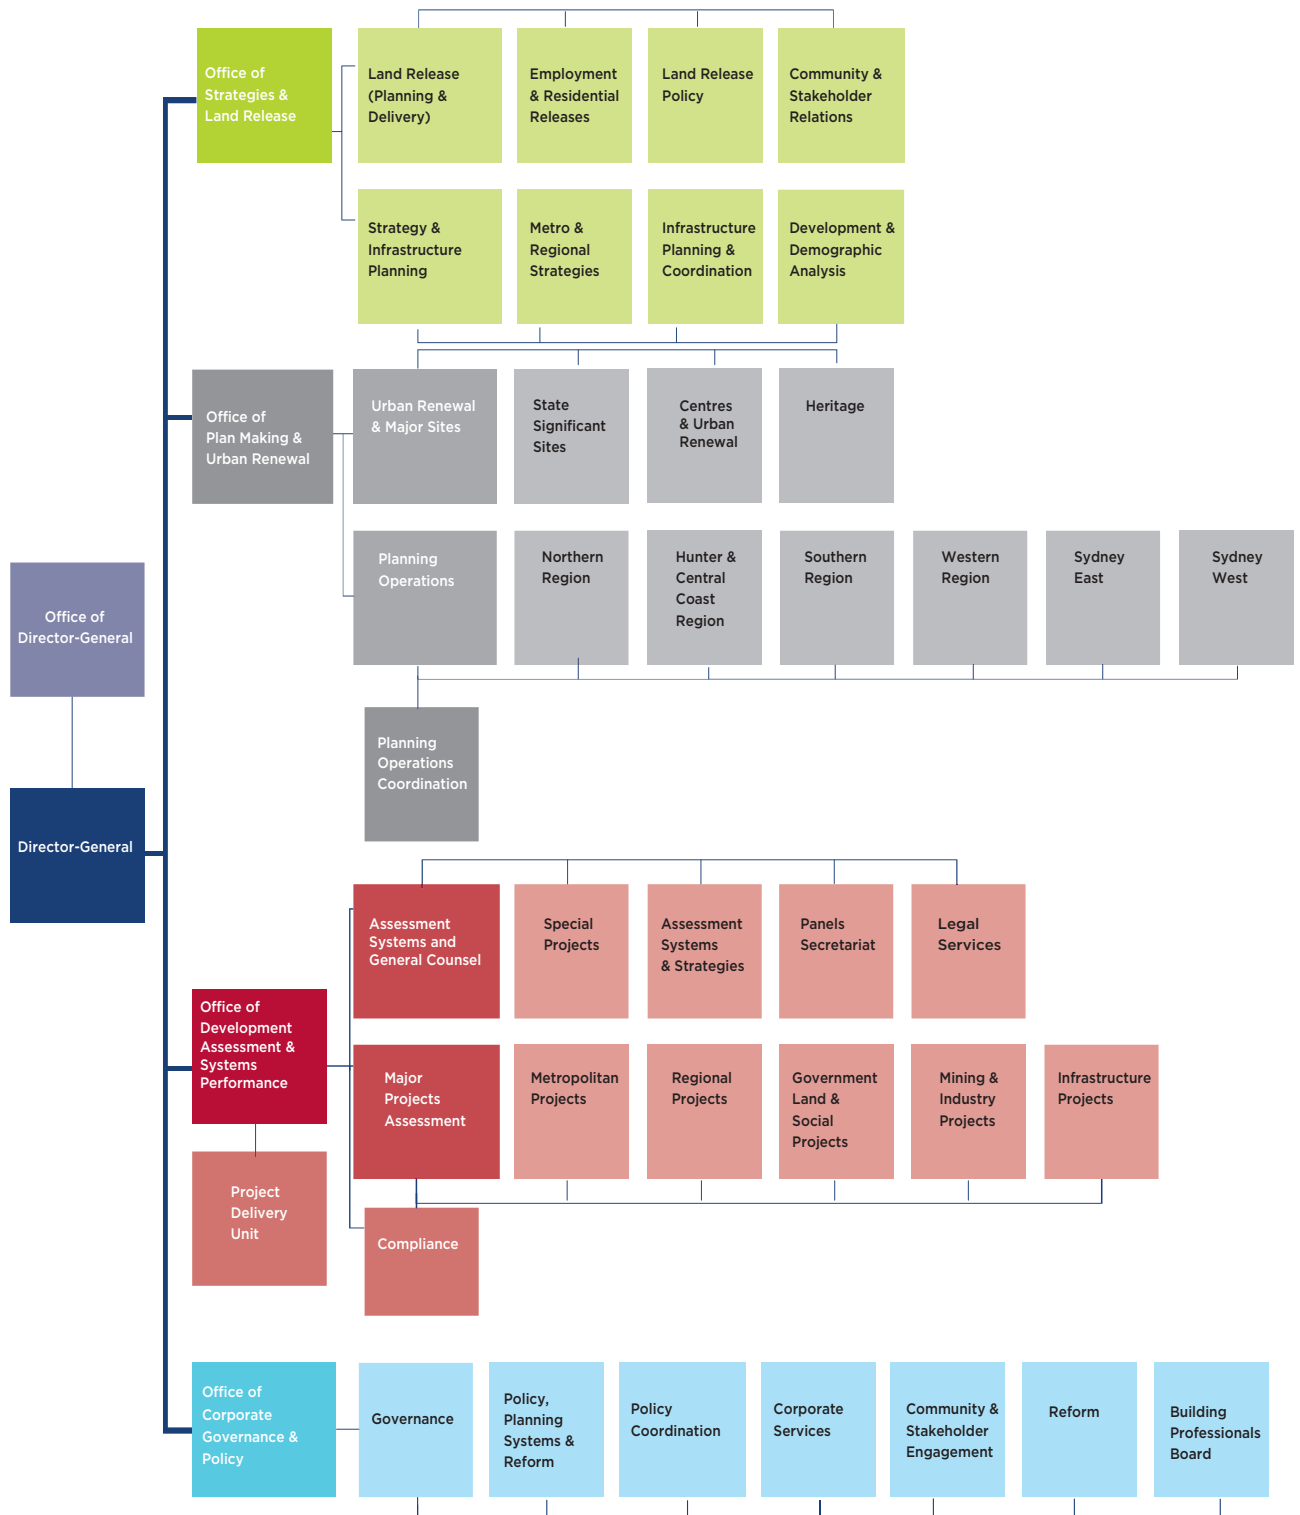 Office of
Strategies &
Land Release
Land Release
(Planning &
Delivery)
Employment
& Residential
Releases
Land Release
Policy
Community &
Stakeholder
Relations
Strategy &
Infrastructure
Planning
Metro &
Regional
Strategies
Infrastructure
Planning &
Coordination
Development &
Demographic
Analysis
Office of
Plan Making &
Urban Renewal
Urban Renewal
& Major Sites
State
Significant
Sites
Centres
& Urban
Renewal
Heritage
Planning
Operations
Northern
Region
Hunter &
Central
Coast
Region
Southern
Region
Western
Region
Sydney
East
Sydney
West
Office of
Director-General
Planning
Operations
Coordination
Director-General
Assessment
Systems and
General Counsel
Special
Projects
Assessment
Systems
& Strategies
Panels
Secretariat
Legal
Services
Office of
Development
Assessment &
Systems
Performance
Major
Projects
Assessment
Metropolitan
Projects
Regional
Projects
Government
Land &
Social
Projects
Mining &
Industry
Projects
Infrastructure
Projects
Project
Delivery
Unit
Compliance
Office of
Corporate
Governance &
Policy
Governance
Policy,
Planning
Systems &
Reform
Policy
Coordination
Corporate
Services
Community &
Stakeholder
Engagement
Reform
Building
Professionals
Board